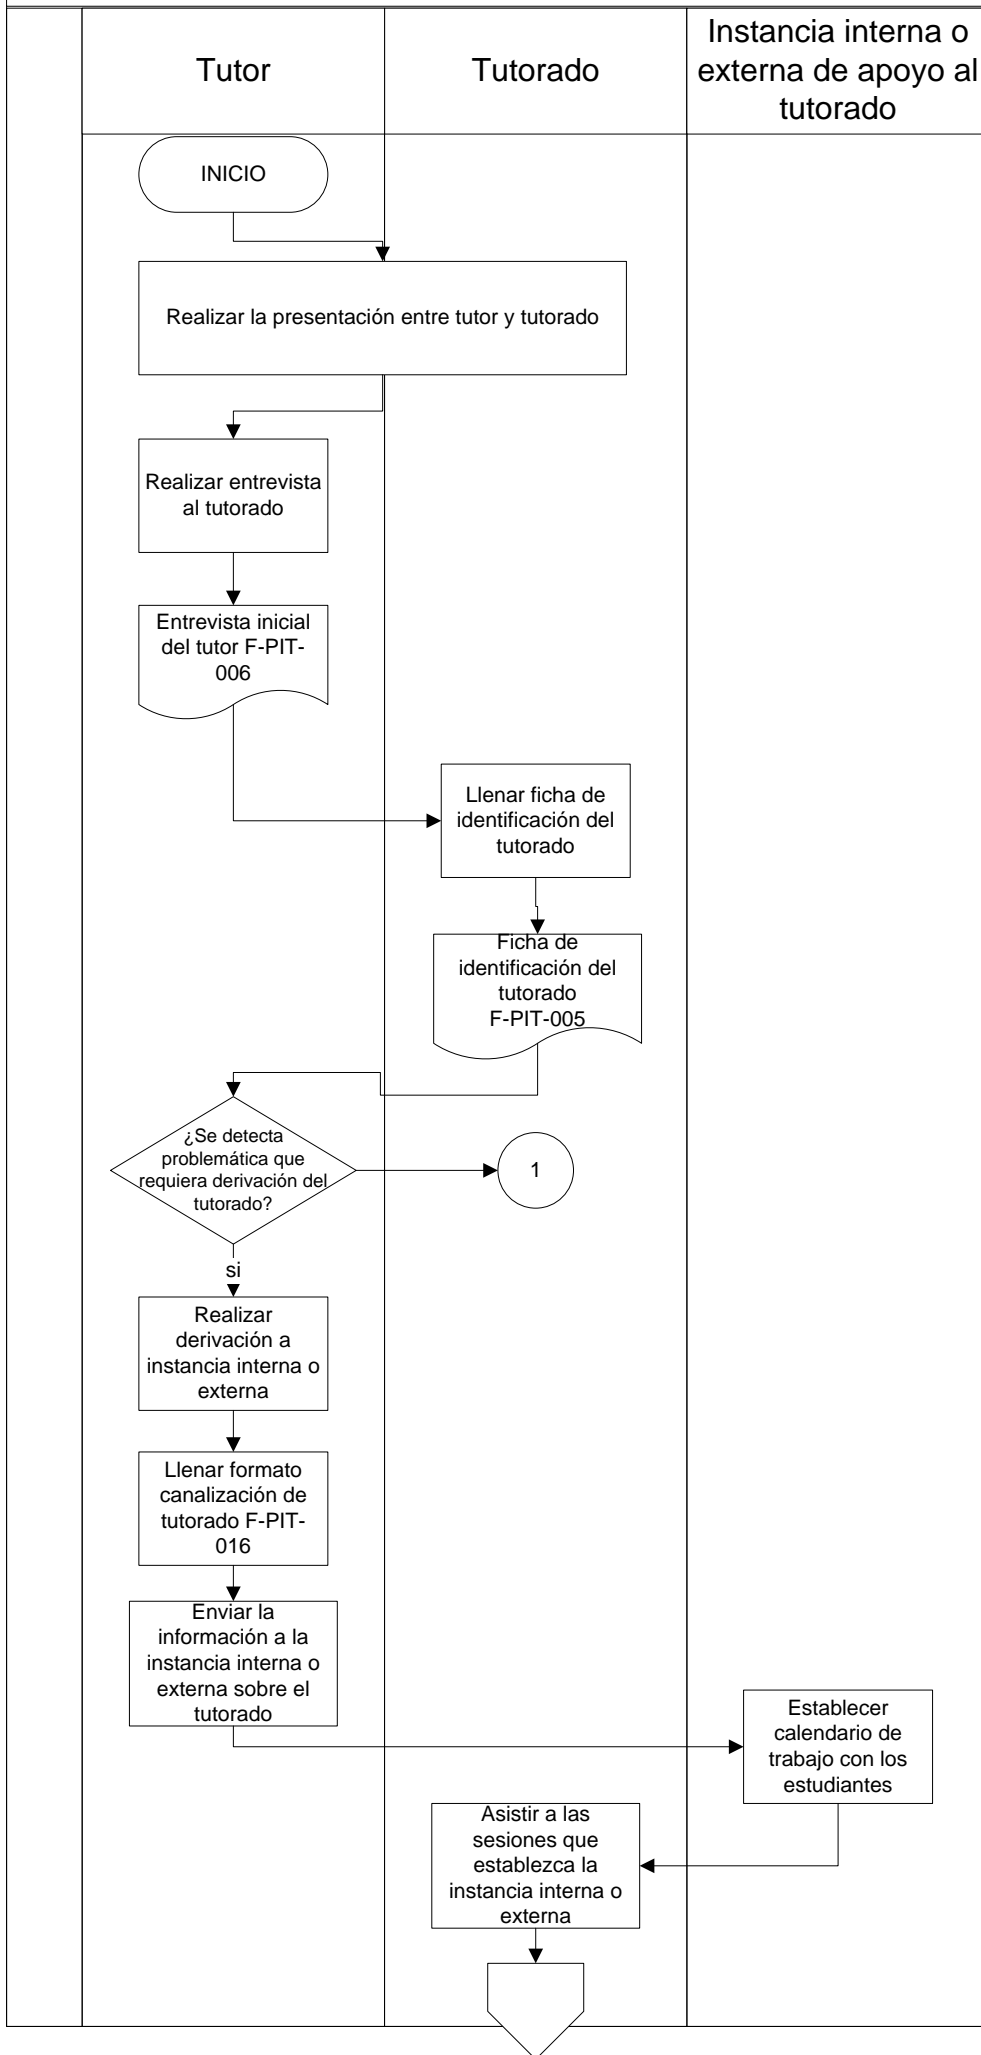 Tutor
Tutorado
Instancia interna o
externa de apoyo al
tutorado
INICIO
Realizar la presentación entre tutor y tutorado
Realizar entrevista
al tutorado
Entrevista inicial
del tutor F-PIT-
006
Llenar ficha de
identificación del
tutorado
Ficha de
identificación del
tutorado
F-PIT-005
¿Se detecta
problemática que
requiera derivación del
tutorado?
1
si
Realizar
derivación a
instancia interna o
externa
Llenar formato
canalización de
tutorado F-PIT-
016
Enviar la
información a la
instancia interna o
externa sobre el
tutorado
Establecer
calendario de
trabajo con los
estudiantes
Asistir a las
sesiones que
establezca la
instancia interna o
externa